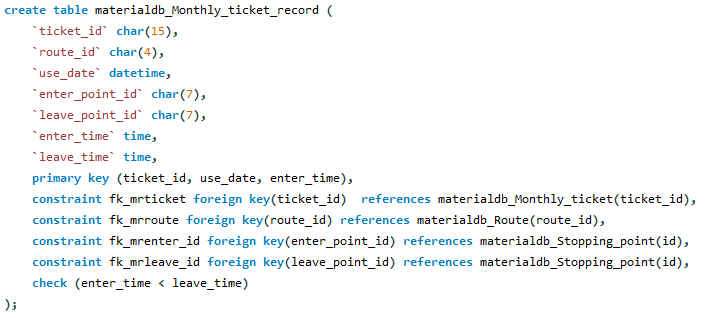 create table materialdb_Monthly_ticket_record (
    `ticket_id` char(15),
    `route_id` char(4),
    `use_date` datetime,
    `enter_point_id` char(7),
    `leave_point_id` char(7),
    `enter_time` time,
    `leave_time` time,
    primary key (ticket_id, use_date, enter_time),
    constraint fk_mrticket foreign key(ticket_id)  references materialdb_Monthly_ticket(ticket_id),
    constraint fk_mrroute foreign key(route_id) references materialdb_Route(route_id),
    constraint fk_mrenter_id foreign key(enter_point_id) references materialdb_Stopping_point(id),
    constraint fk_mrleave_id foreign key(leave_point_id) references materialdb_Stopping_point(id),
    check (enter_time < leave_time)
);